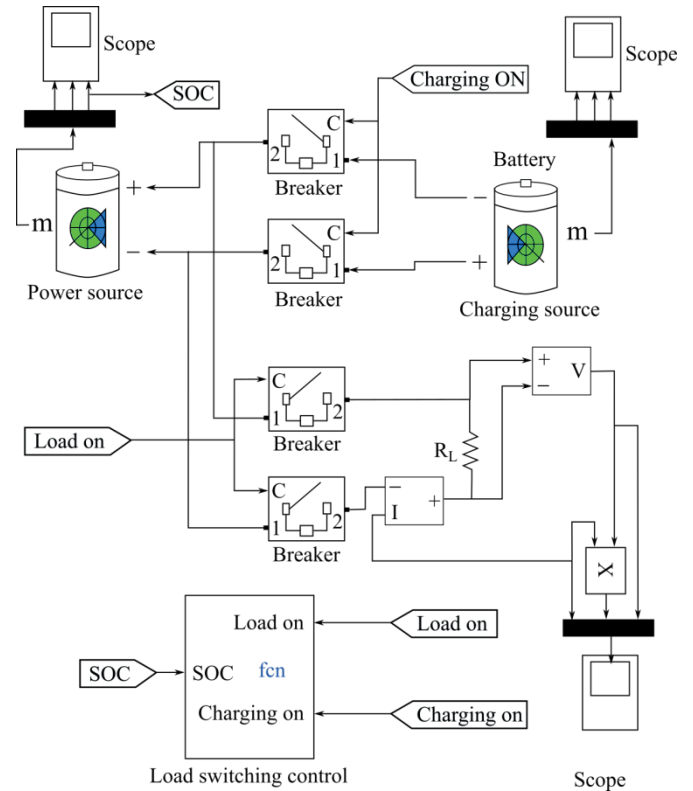 Scope
SOC
Charging ON
Scope
C
2
1
Breaker
Battery
+
−
m
Power source
C
2
1
Breaker
−
+
m
Charging source
C
1
2
Breaker
Load on
+
−
V
R_L
C
1
2
Breaker
−
I
+
X
Load on
Load on
SOC
SOC
fcn
Charging on
Charging on
Load switching control
Scope